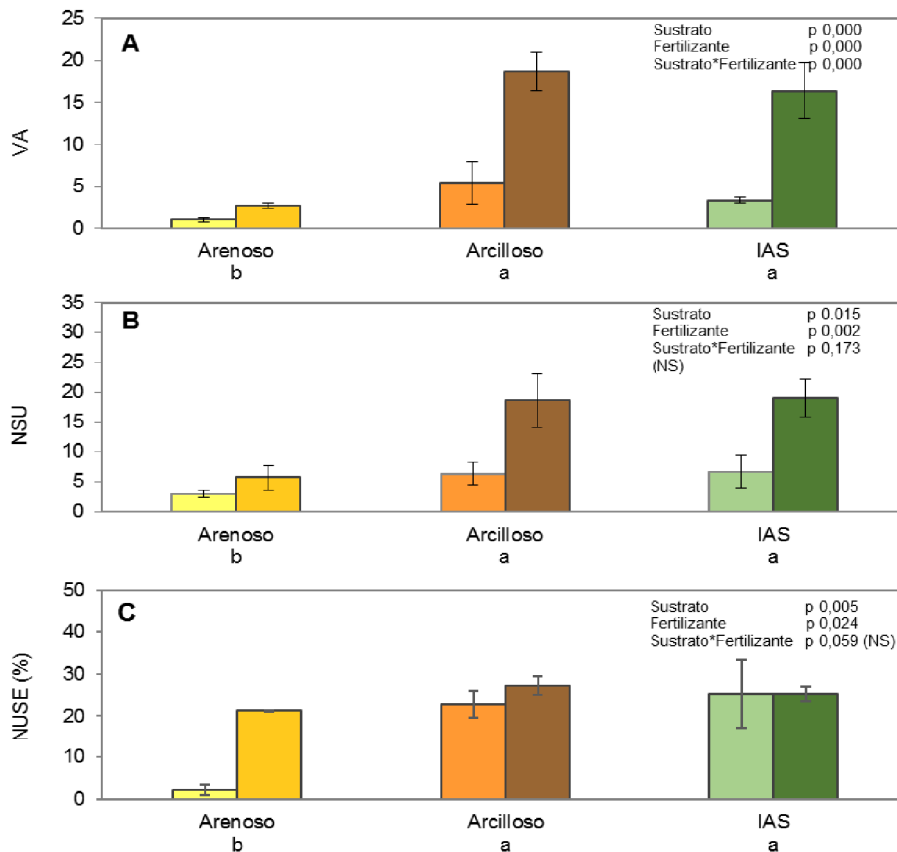 A
Sustrato p 0,000
Fertilizante p 0,000
Sustrato*Fertilizante p 0,000
25
20
15
10
5
0
VA
Arenoso Arcilloso IAS
b a a
B
Sustrato p 0.015
Fertilizante p 0,002
Sustrato*Fertilizante p 0,173
(NS)
35
30
25
20
15
10
5
0
NSU
Arenoso Arcilloso IAS
b a a
C
Sustrato p 0,005
Fertilizante p 0,024
Sustrato*Fertilizante p 0,059 (NS)
50
40
30
20
10
0
NUSE (%)
Arenoso Arcilloso IAS
b a a